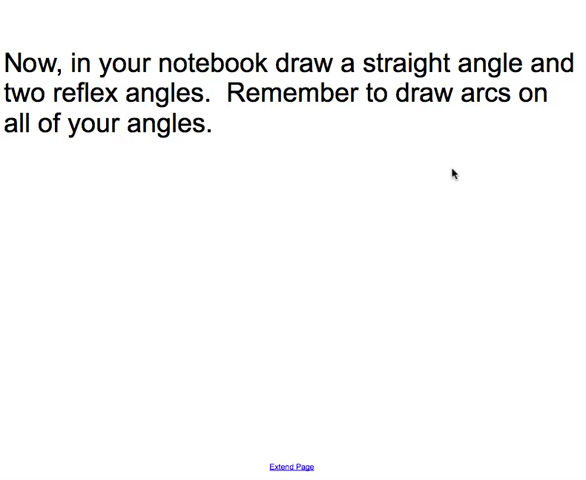 Now, in your notebook draw a straight angle and
two reflex angles.  Remember to draw arcs on
all of your angles.
Extend Page